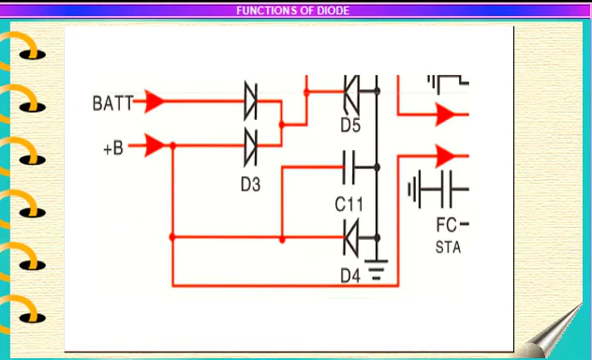 FUNCTIONS OF DIODE
BATT
D5
+B
D3
C11
FC-
STA
D4